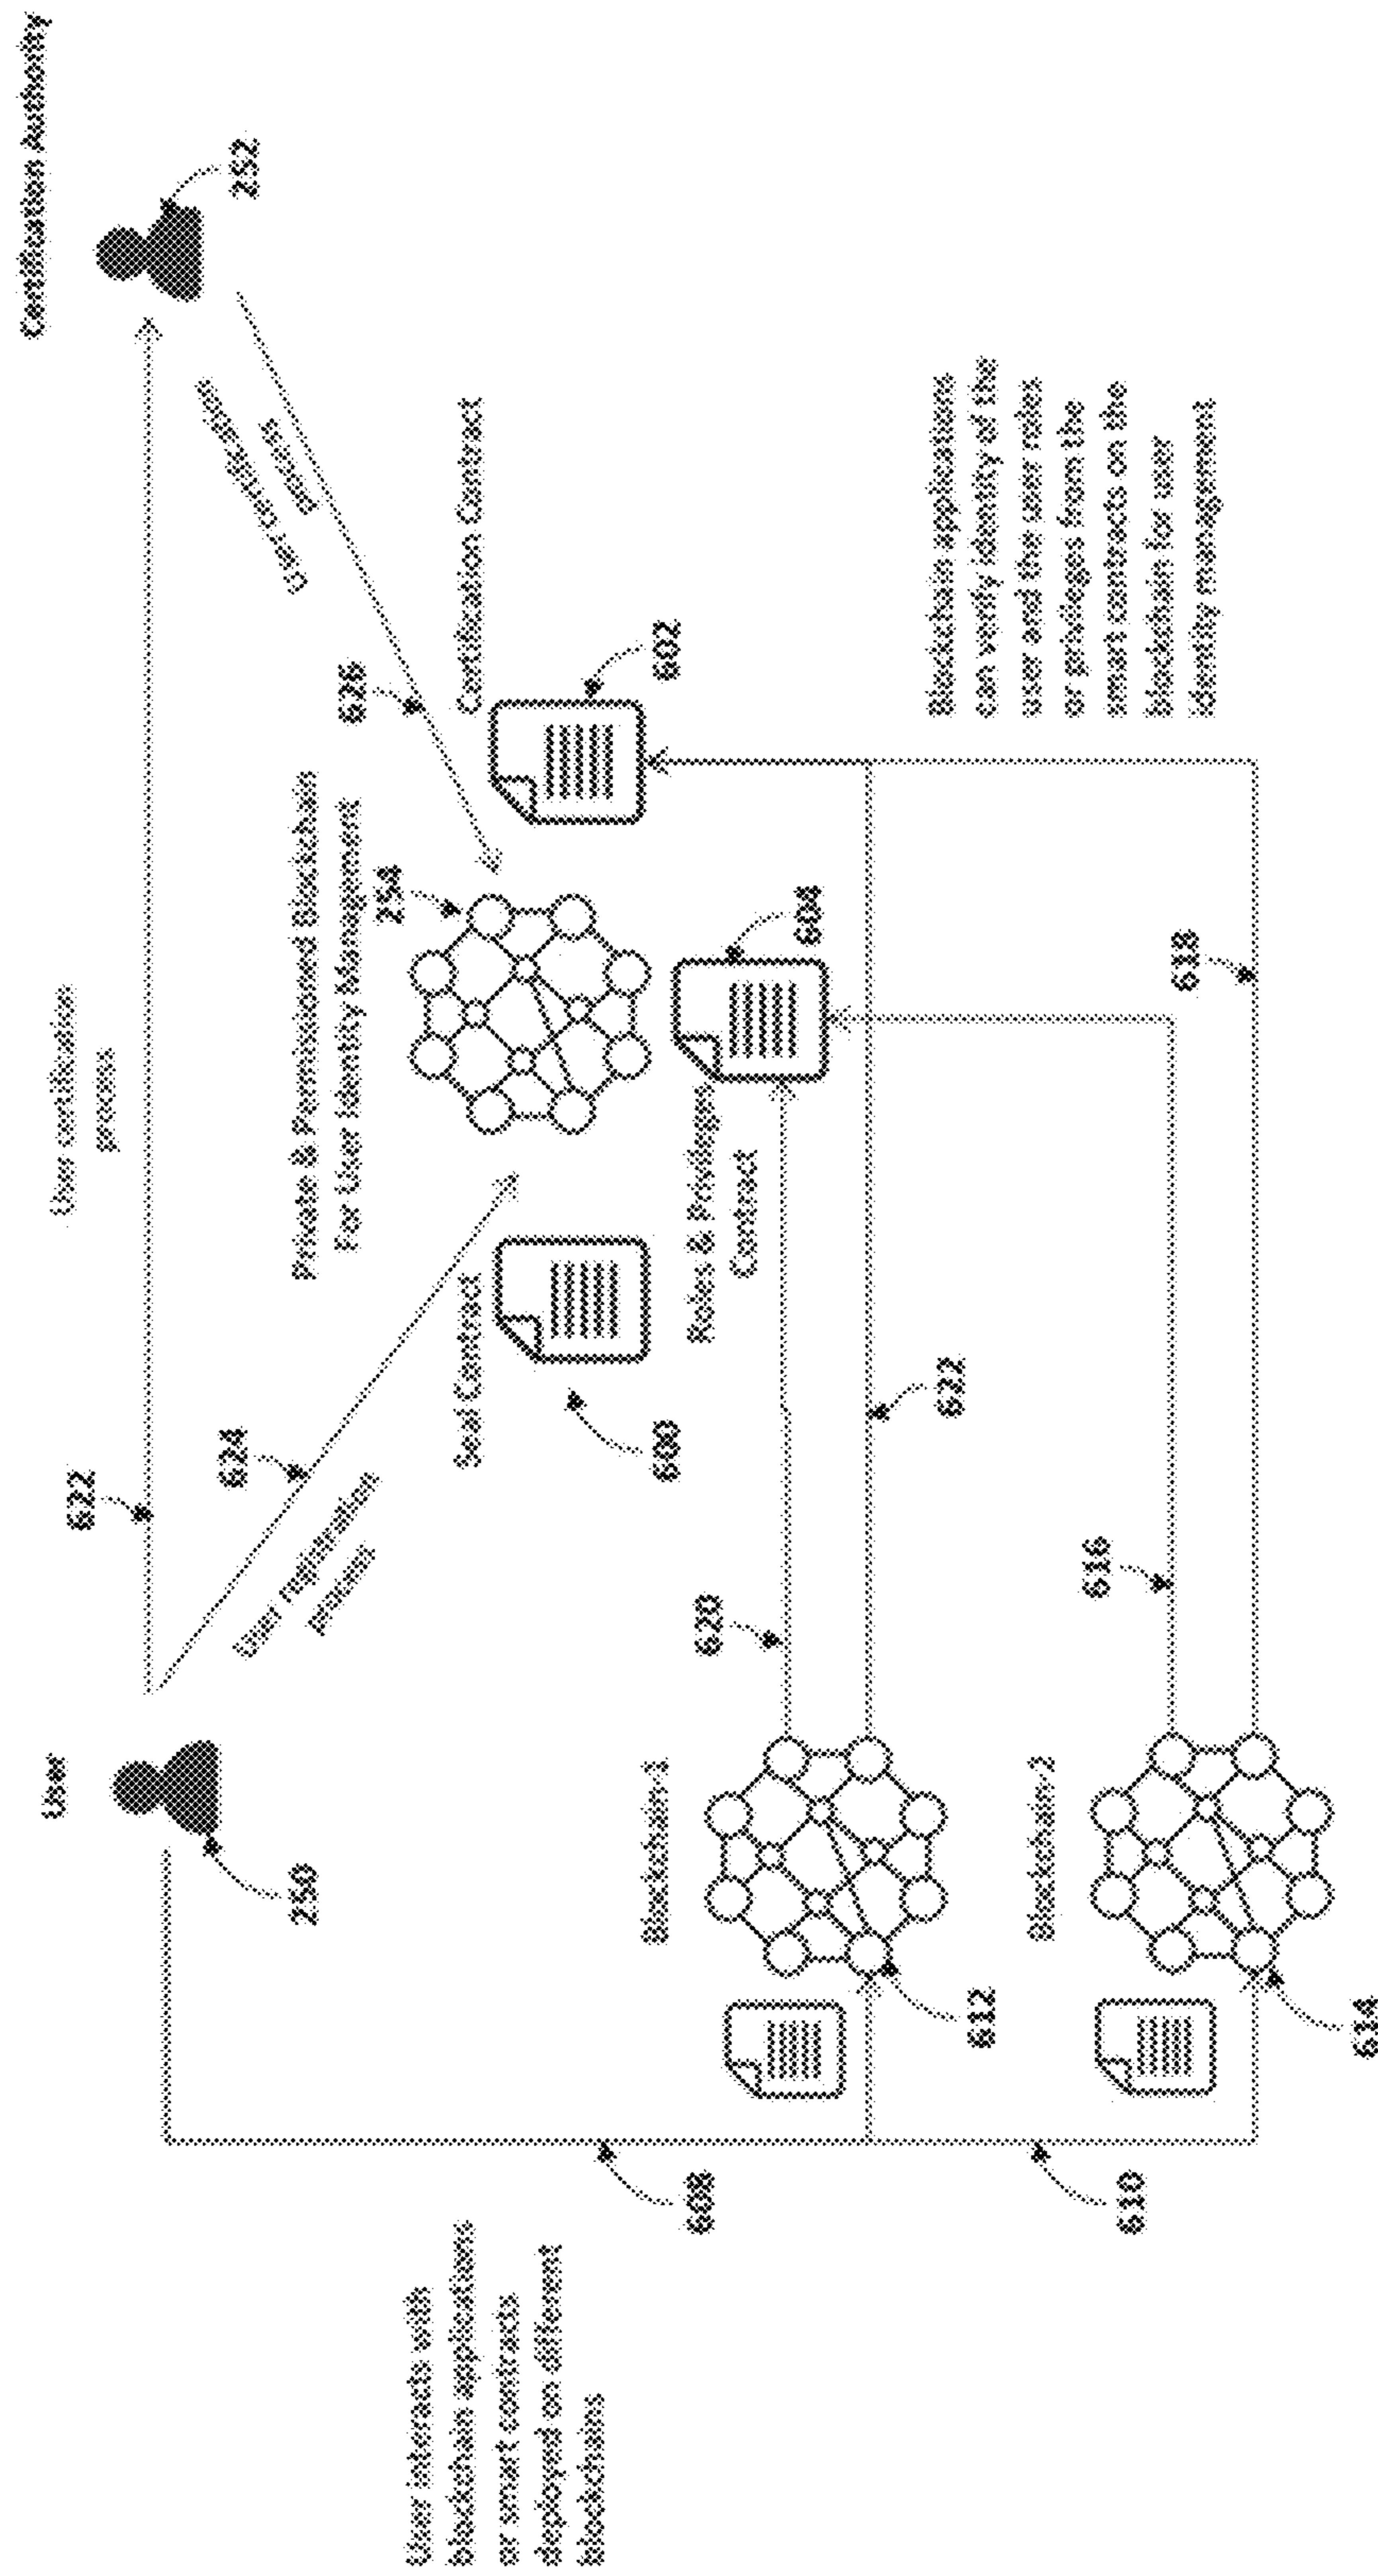 User
Certification Authority
250
252
622
User certification
process
624
User registration
process
User certification
process
626
Private & Permissioned Blockchain
For User Identity Management
254
Seal Contract
600
Certification Contract
602
Roles & Privileges
Contract
604
User interacts with
blockchain applications
or smart contracts
deployed on different
blockchains
608
610
Blockchain-1
612
620
622
Blockchain-2
614
616
618
Blockchain applications
can verify identity of the
user and the user roles
or privileges from the
smart contracts on the
blockchain for user
identity management